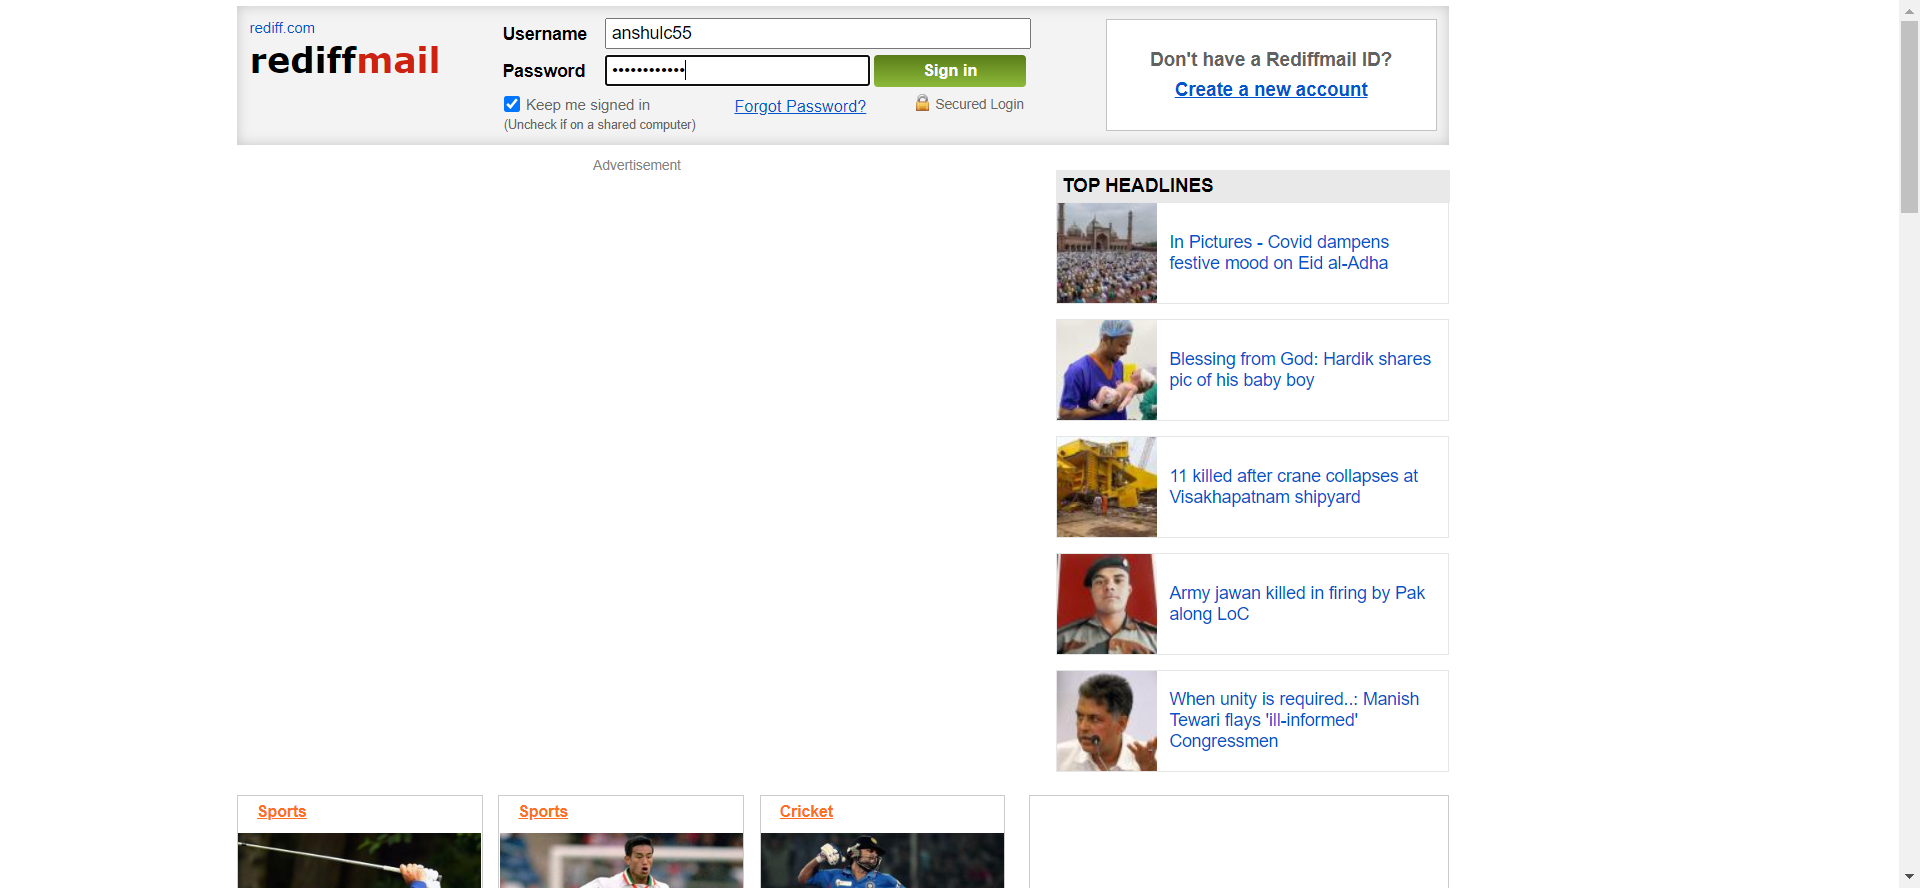 rediff.com
rediffmail
Username
anshulc55
Password
••••••••••••
Sign in
Keep me signed in
(Uncheck if on a shared computer)
Forgot Password?
Secured Login
Don't have a Rediffmail ID?
Create a new account
Advertisement
TOP HEADLINES
In Pictures - Covid dampens
festive mood on Eid al-Adha
Blessing from God: Hardik shares
pic of his baby boy
11 killed after crane collapses at
Visakhapatnam shipyard
Army jawan killed in firing by Pak
along LoC
When unity is required..: Manish
Tewari flays 'ill-informed'
Congressmen
Sports
Sports
Cricket